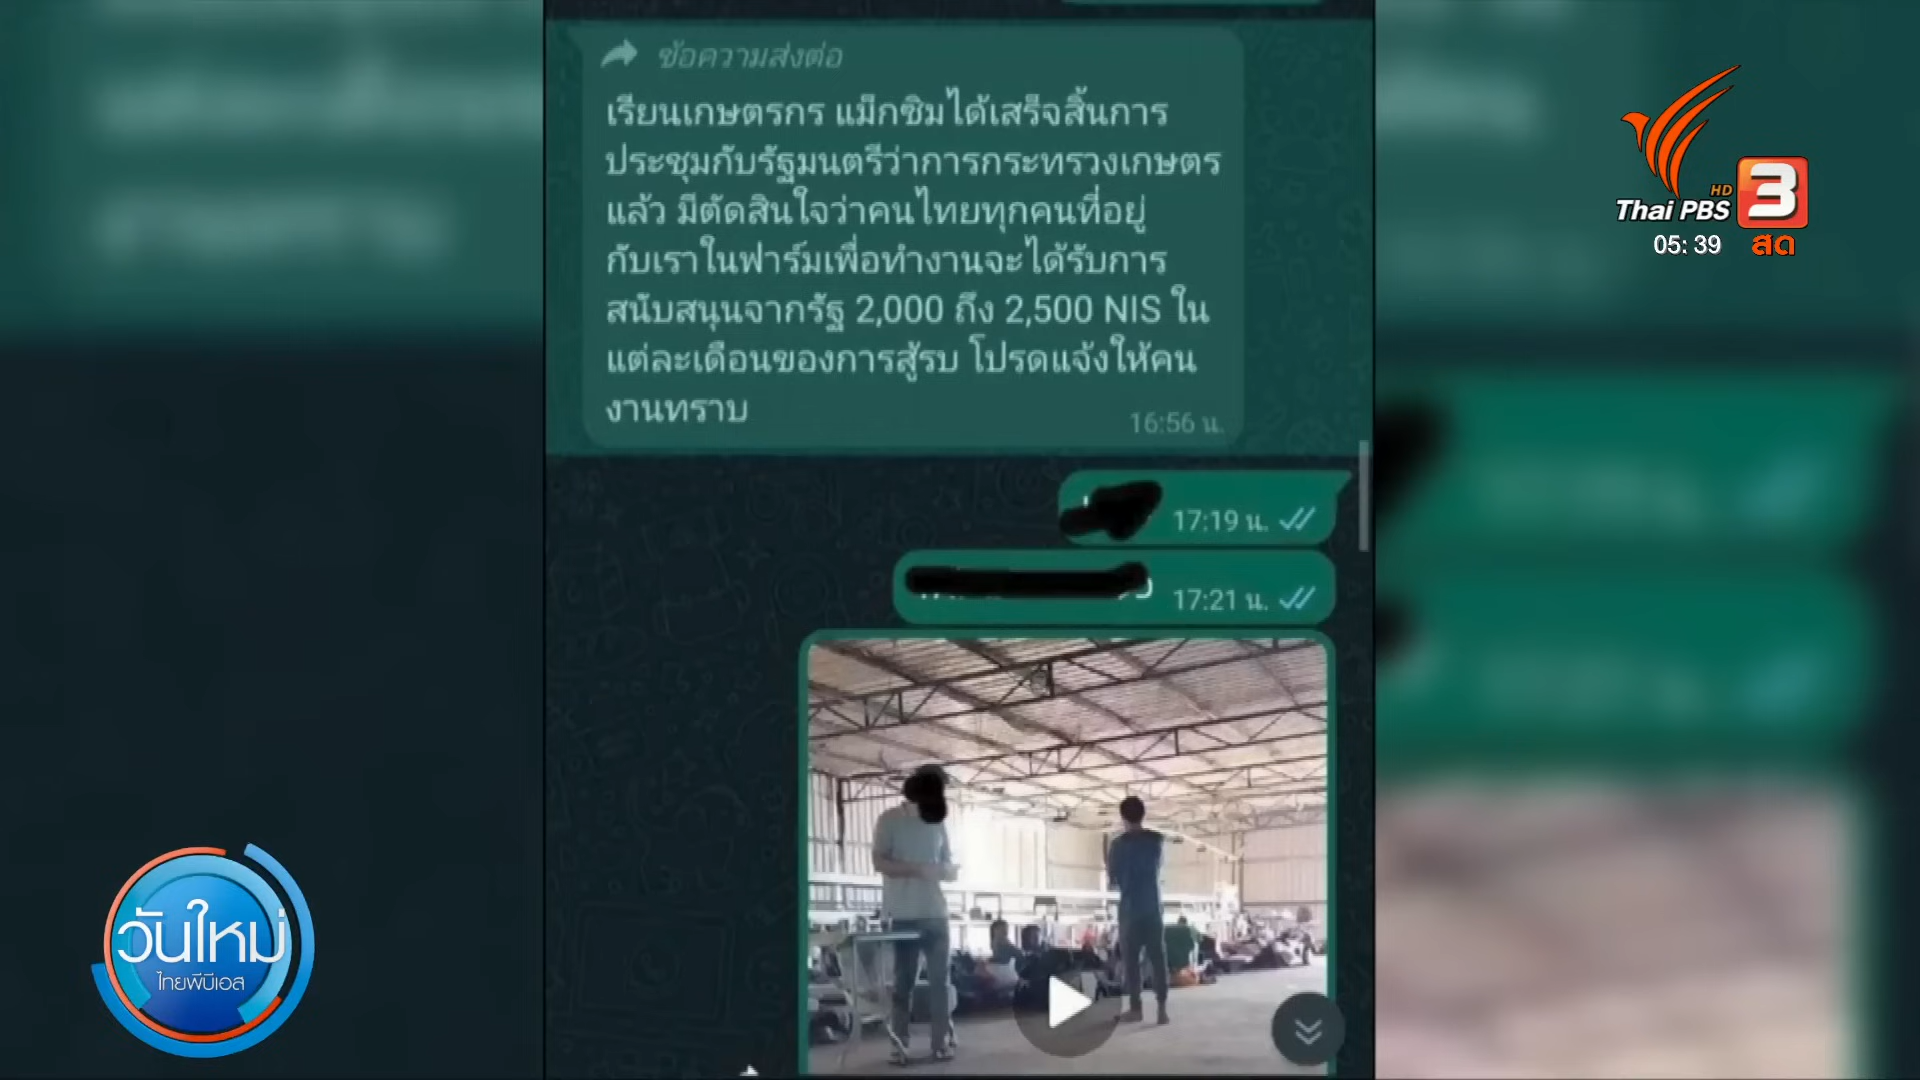 ข้อความส่งต่อ
เรียนเกษตรกร แม็กซิมได้เสร็จสิ้นการ
ประชุมกับรัฐมนตรีว่าการกระทรวงเกษตร
แล้ว มีตัดสินใจว่าคนไทยทุกคนที่อยู่
กับเราในฟาร์มเพื่อทำงานจะได้รับการ
สนับสนุนจากรัฐ 2,000 ถึง 2,500 NIS ใน
แต่ละเดือนของการสู้รบ โปรดแจ้งให้คน
งานทราบ
16:56 น.
17:19 น.
17:21 น.
Thai PBS HD 3
05:39 สด
วันใหม่
ไทยพีบีเอส